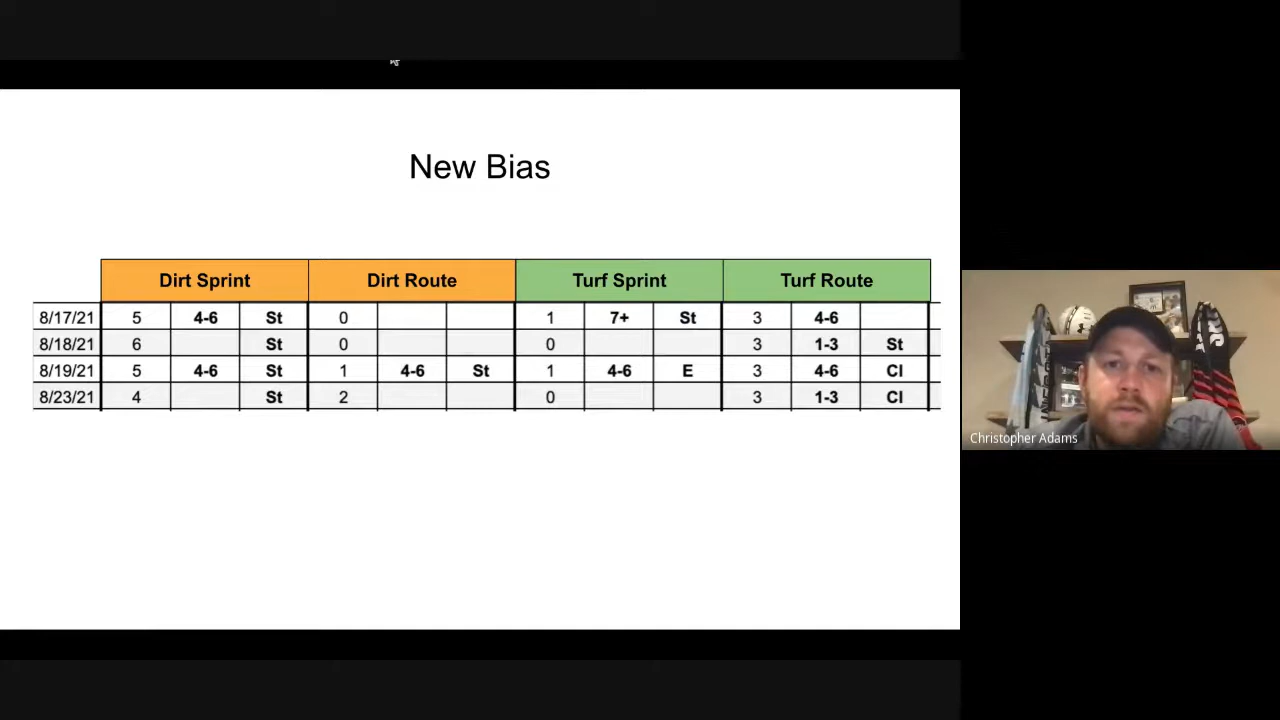 New Bias
Dirt Sprint Dirt Route Turf Sprint Turf Route
8/17/21 5 4-6 St 0 1 7+ St 3 4-6
8/18/21 6 St 0 0 3 1-3 St
8/19/21 5 4-6 St 1 4-6 St 1 4-6 E 3 4-6 Cl
8/23/21 4 St 2 0 3 1-3 Cl
Christopher Adams